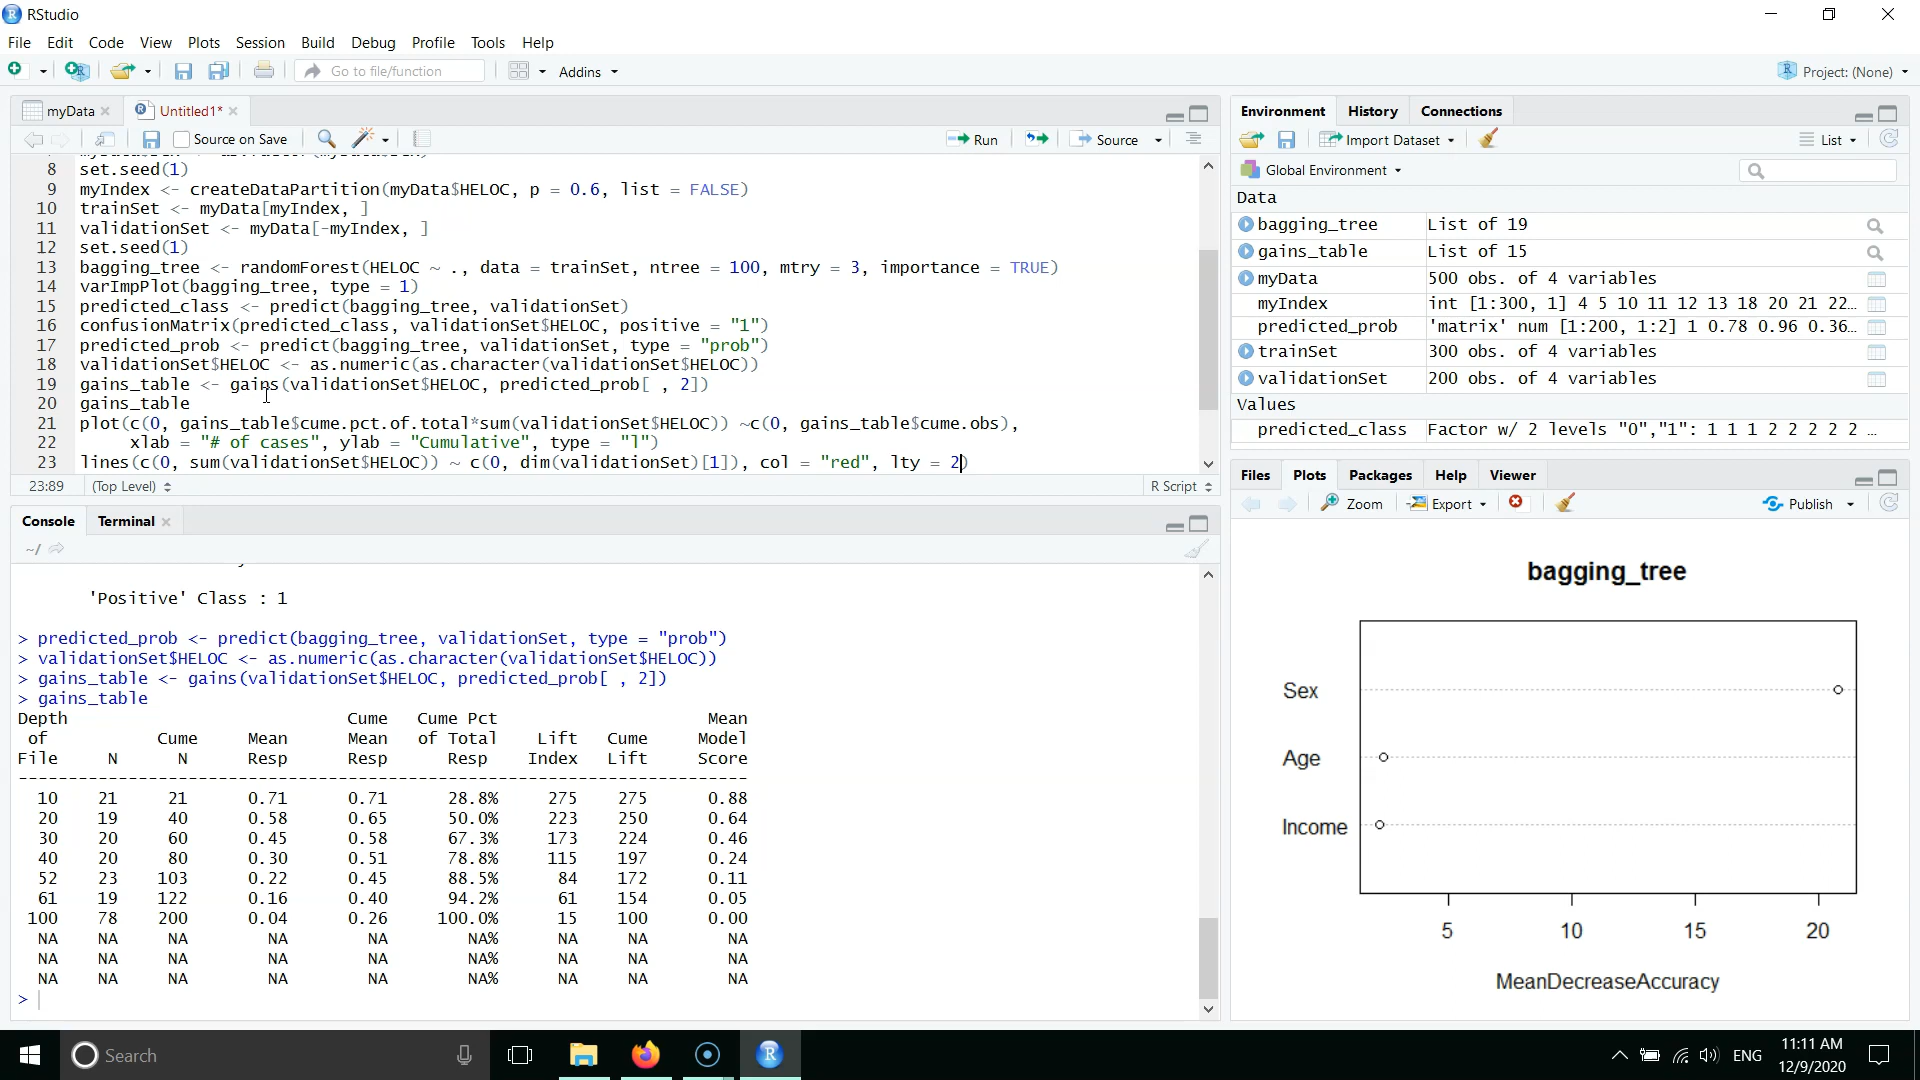 RStudio
File Edit Code View Plots Session Build Debug Profile Tools Help
Go to file/function Addins Project: (None)
myData Untitled1*
Source on Save Run Source
8 set.seed(1)
9 myIndex <- createDataPartition(myData$HELOC, p = 0.6, list = FALSE)
10 trainSet <- myData[myIndex, ]
11 validationSet <- myData[-myIndex, ]
12 set.seed(1)
13 bagging_tree <- randomForest(HELOC ~ ., data = trainSet, ntree = 100, mtry = 3, importance = TRUE)
14 varImpPlot(bagging_tree, type = 1)
15 predicted_class <- predict(bagging_tree, validationSet)
16 confusionMatrix(predicted_class, validationSet$HELOC, positive = "1")
17 predicted_prob <- predict(bagging_tree, validationSet, type = "prob")
18 validationSet$HELOC <- as.numeric(as.character(validationSet$HELOC))
19 gains_table <- gains(validationSet$HELOC, predicted_prob[ , 2])
20 gains_table
21 plot(c(0, gains_table$cume.pct.of.total*sum(validationSet$HELOC)) ~c(0, gains_table$cume.obs),
22 xlab = "# of cases", ylab = "Cumulative", type = "l")
23 lines(c(0, sum(validationSet$HELOC)) ~ c(0, dim(validationSet)[1]), col = "red", lty = 2)
23:89 (Top Level) R Script
Console Terminal
~/
'Positive' Class : 1
> predicted_prob <- predict(bagging_tree, validationSet, type = "prob")
> validationSet$HELOC <- as.numeric(as.character(validationSet$HELOC))
> gains_table <- gains(validationSet$HELOC, predicted_prob[ , 2])
> gains_table
Depth Cume Cume Pct Mean
of Cume Mean Mean of Total Lift Cume Model
File N N Resp Resp Resp Index Lift Score
-------------------------------------------------------------------------
10 21 21 0.71 0.71 28.8% 275 275 0.88
20 19 40 0.58 0.65 50.0% 223 250 0.64
30 20 60 0.45 0.58 67.3% 173 224 0.46
40 20 80 0.30 0.51 78.8% 115 197 0.24
52 23 103 0.22 0.45 88.5% 84 172 0.11
61 19 122 0.16 0.40 94.2% 61 154 0.05
100 78 200 0.04 0.26 100.0% 15 100 0.00
NA NA NA NA NA NA% NA NA NA
NA NA NA NA NA NA% NA NA NA
NA NA NA NA NA NA% NA NA NA
>
Environment History Connections
Import Dataset List
Global Environment
Data
bagging_tree List of 19
gains_table List of 15
myData 500 obs. of 4 variables
myIndex int [1:300, 1] 4 5 10 11 12 13 18 20 21 22…
predicted_prob 'matrix' num [1:200, 1:2] 1 0.78 0.96 0.36…
trainSet 300 obs. of 4 variables
validationSet 200 obs. of 4 variables
Values
predicted_class Factor w/ 2 levels "0","1": 1 1 1 2 2 2 2 2 …
Files Plots Packages Help Viewer
Zoom Export Publish
bagging_tree
Sex
Age
Income
5 10 15 20
MeanDecreaseAccuracy
Search
ENG
11:11 AM
12/9/2020